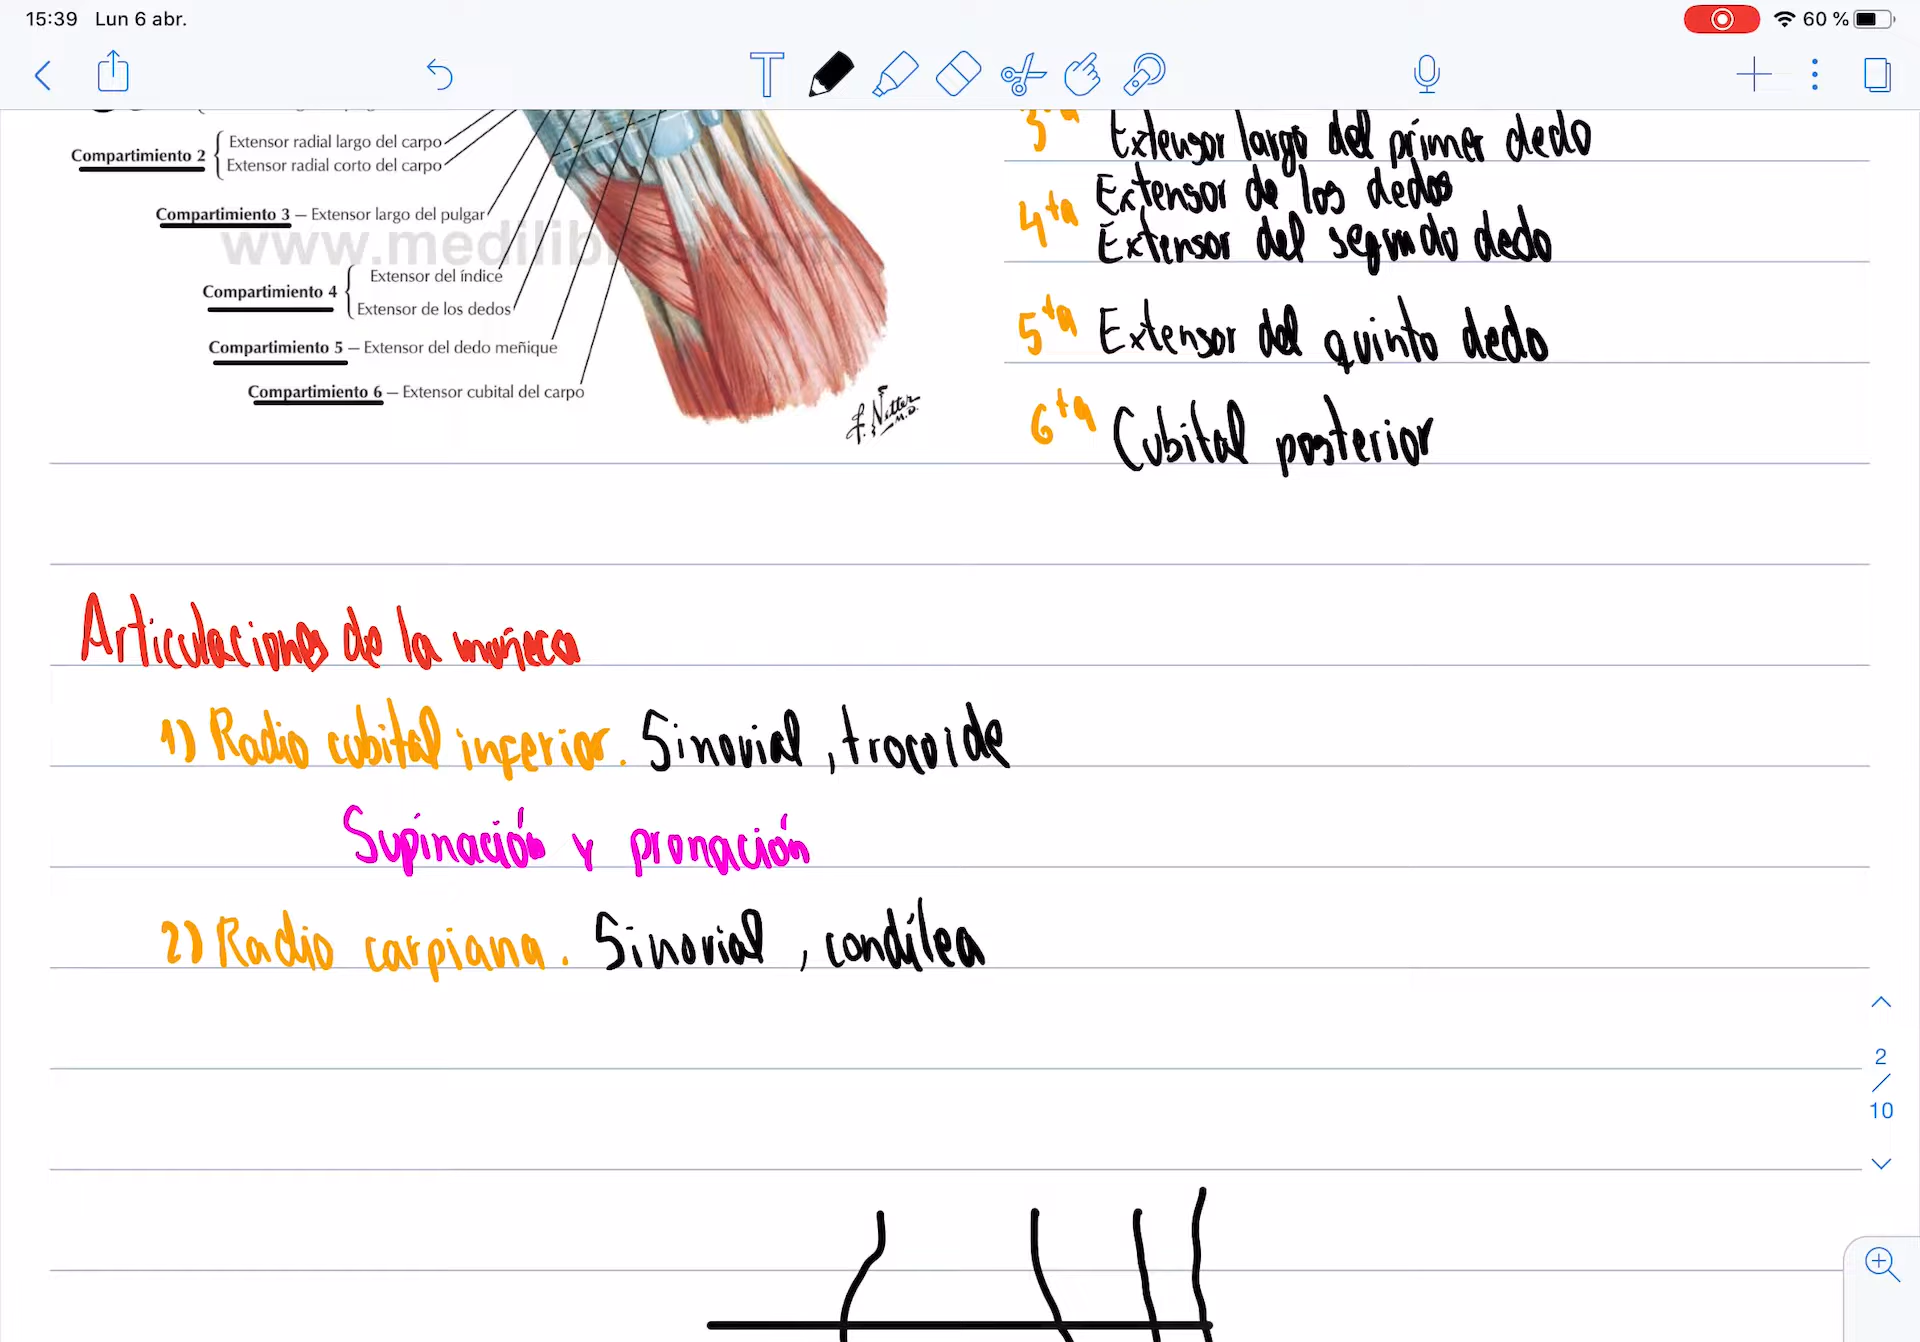 15:39 Lun 6 abr.
60 %
Compartimiento 2
Extensor radial largo del carpo
Extensor radial corto del carpo
Compartimiento 3 — Extensor largo del pulgar
www.medilib
com
Compartimiento 4
Extensor del índice
Extensor de los dedos
Compartimiento 5 — Extensor del dedo meñique
Compartimiento 6 — Extensor cubital del carpo
F. Netter M.D.
3ra Extensor largo del primer dedo
4ta Extensor de los dedos
Extensor del segundo dedo
5ta Extensor del quinto dedo
6ta Cubital posterior
Articulaciones de la muñeca
1) Radio cubital inferior. Sinovial, trocoide
Supinación y pronación
2) Radio carpiana. Sinovial, condílea
2
/
10